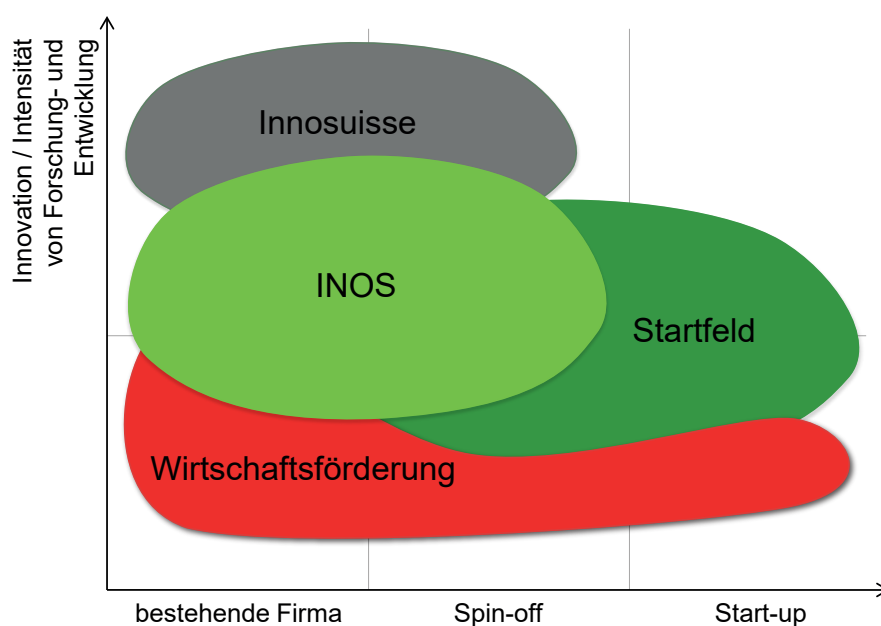 Innovation / Intensität
von Forschung- und
Entwicklung
Innosuisse
INOS
Startfeld
Wirtschaftsförderung
bestehende Firma
Spin-off
Start-up